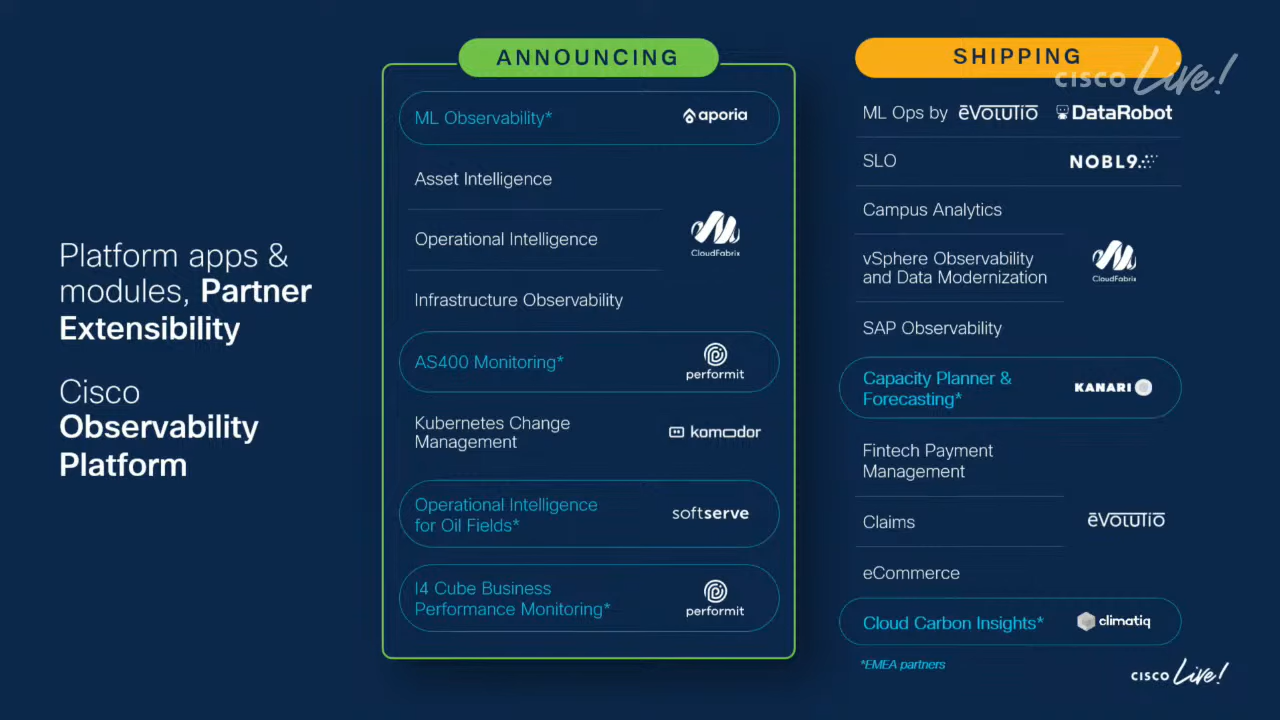 Platform apps &
modules, Partner
Extensibility
Cisco
Observability
Platform
ANNOUNCING
ML Observability*
aporia
Asset Intelligence
Operational Intelligence
CloudFabrix
Infrastructure Observability
AS400 Monitoring*
performit
Kubernetes Change
Management
komodor
Operational Intelligence
for Oil Fields*
softserve
I4 Cube Business
Performance Monitoring*
performit
SHIPPING
CISCO Live!
ML Ops by ēVOLUTIO DataRobot
SLO
NOBL9
Campus Analytics
vSphere Observability
and Data Modernization
CloudFabrix
SAP Observability
Capacity Planner &
Forecasting*
KANARI
Fintech Payment
Management
Claims
ēVOLUTIO
eCommerce
Cloud Carbon Insights*
climatiq
*EMEA partners
CISCO Live!